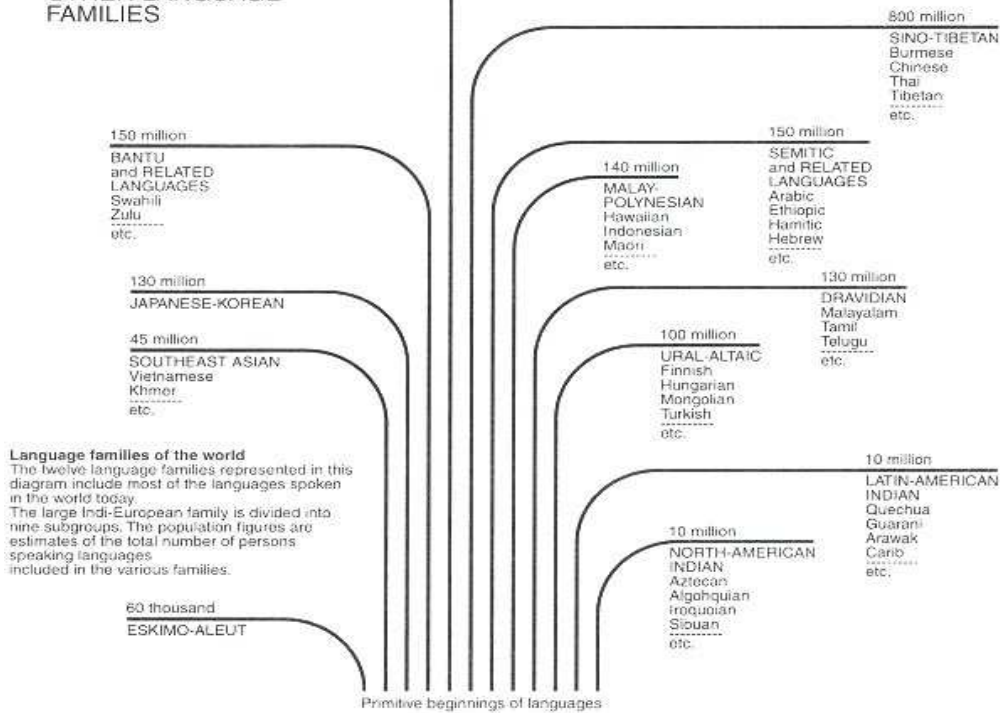 FAMILIES
800 million
SINO-TIBETAN
Burmese
Chinese
Thai
Tibetan
etc.
150 million
BANTU
and RELATED
LANGUAGES
Swahili
Zulu
etc.
150 million
SEMITIC
and RELATED
LANGUAGES
Arabic
Ethiopic
Hamitic
Hebrew
etc.
140 million
MALAY-
POLYNESIAN
Hawaiian
Indonesian
Maori
etc.
130 million
JAPANESE-KOREAN
130 million
DRAVIDIAN
Malayalam
Tamil
Telugu
etc.
45 million
SOUTHEAST ASIAN
Vietnamese
Khmer
etc.
100 million
URAL-ALTAIC
Finnish
Hungarian
Mongolian
Turkish
etc.
Language families of the world
The twelve language families represented in this
diagram include most of the languages spoken
in the world today.
The large Indi-European family is divided into
nine subgroups. The population figures are
estimates of the total number of persons
speaking languages
included in the various families.
10 million
LATIN-AMERICAN
INDIAN
Quechua
Guarani
Arawak
Carib
etc.
10 million
NORTH-AMERICAN
INDIAN
Aztecan
Algohquian
Iroquoian
Siouan
etc.
60 thousand
ESKIMO-ALEUT
Primitive beginnings of languages